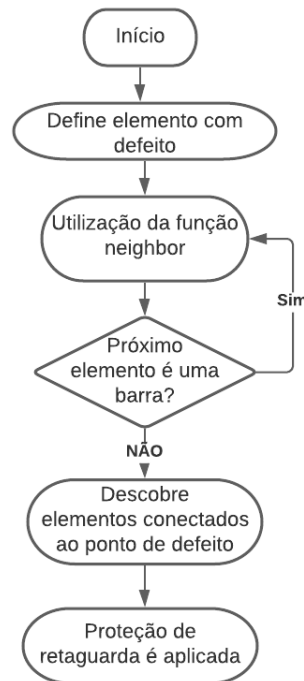 Início
Define elemento com
defeito
Utilização da função
neighbor
Sim
Próximo
elemento é uma
barra?
NÃO
Descobre
elementos conectados
ao ponto de defeito
Proteção de
retaguarda é aplicada